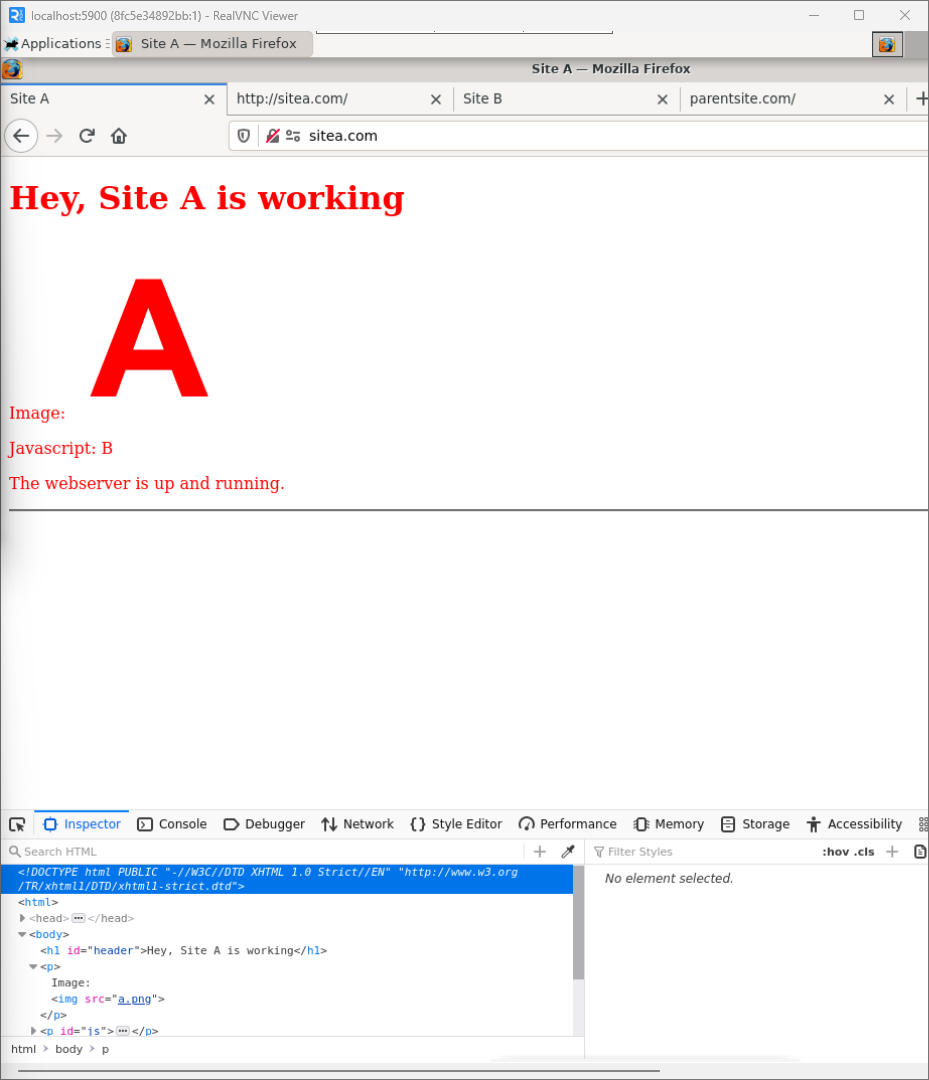 localhost:5900 (8fc5e34892bb:1) - RealVNC Viewer
Applications Site A — Mozilla Firefox
Site A — Mozilla Firefox
Site A http://sitea.com/ Site B parentsite.com/
sitea.com
Hey, Site A is working
A
Image:
Javascript: B
The webserver is up and running.
Inspector Console Debugger Network {} Style Editor Performance Memory Storage Accessibility
Search HTML + Filter Styles :hov .cls +
<!DOCTYPE html PUBLIC "-//W3C//DTD XHTML 1.0 Strict//EN" "http://www.w3.org
/TR/xhtml1/DTD/xhtml1-strict.dtd">
No element selected.
<html>
<head>⋯</head>
<body>
<h1 id="header">Hey, Site A is working</h1>
<p>
Image:
<img src="a.png">
</p>
<p id="js">⋯</p>
html > body > p